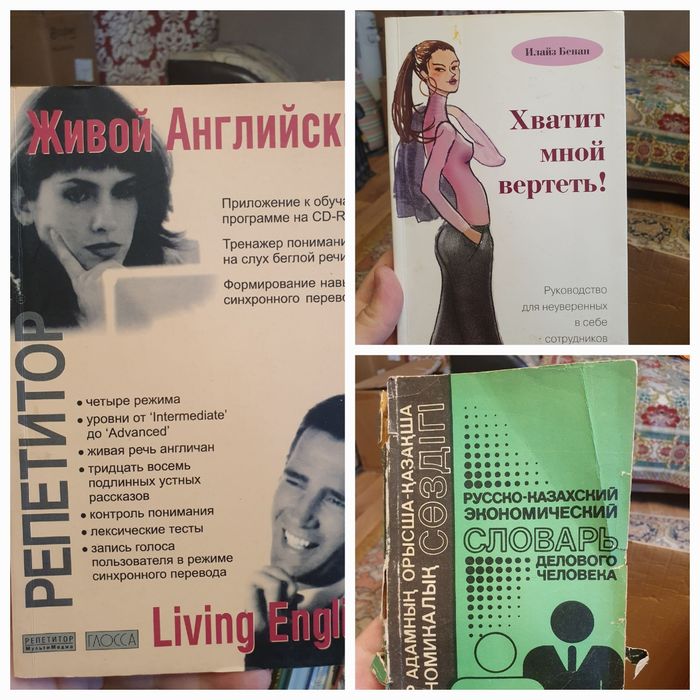 Живой Английск
Приложение к обуча
программе на CD-R
Тренажер понимани
на слух беглой речи
Формирование навы
синхронного перево
РЕПЕТИТОР
• четыре режима
• уровни от ‘Intermediate’
до ‘Advanced’
• живая речь англичан
• тридцать восемь
подлинных устных
рассказов
• контроль понимания
• лексические тесты
• запись голоса
пользователя в режиме
синхронного перевода
Living Engli
РЕПЕТИТОР
МультиМедиа
ГЛОССА
Илайз Бенан
Хватит
мной
вертеть!
Руководство
для неуверенных
в себе
сотрудников
Р АДАМНЫҢ ОРЫСША-ҚАЗАҚША
НОМИКАЛЫҚ СӨЗДІГІ
РУССКО-КАЗАХСКИЙ
ЭКОНОМИЧЕСКИЙ
СЛОВАРЬ
ДЕЛОВОГО
ЧЕЛОВЕКА